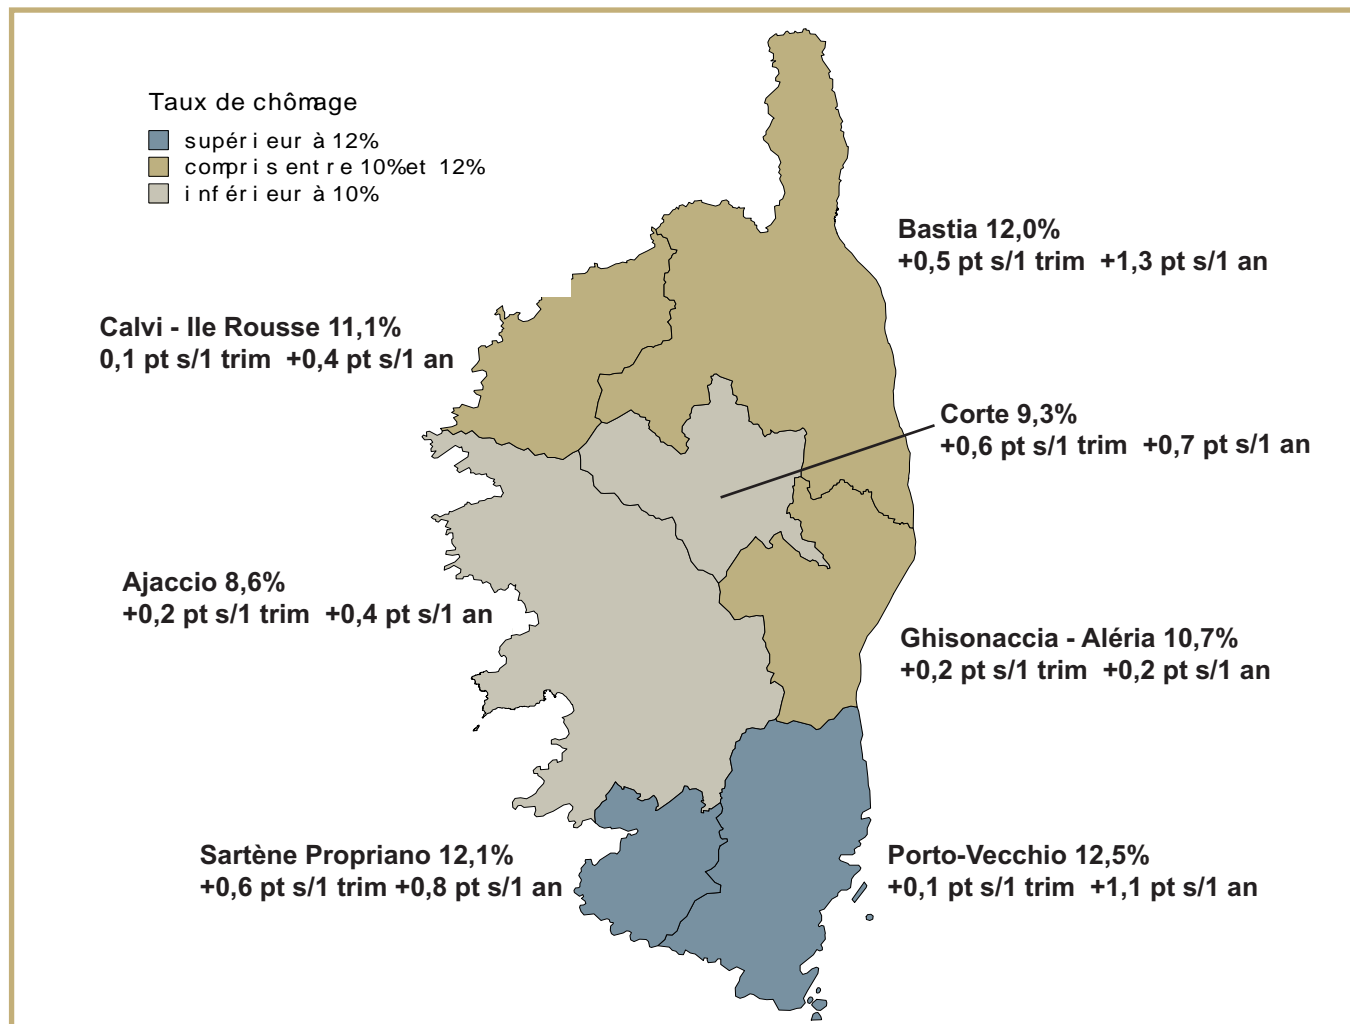 Taux de chômage
supérieur à 12%
compris entre 10% et 12%
inférieur à 10%
Bastia 12,0%
+0,5 pt s/1 trim +1,3 pt s/1 an
Calvi - Ile Rousse 11,1%
0,1 pt s/1 trim +0,4 pt s/1 an
Corte 9,3%
+0,6 pt s/1 trim +0,7 pt s/1 an
Ajaccio 8,6%
+0,2 pt s/1 trim +0,4 pt s/1 an
Ghisonaccia - Aléria 10,7%
+0,2 pt s/1 trim +0,2 pt s/1 an
Sartène Propriano 12,1%
+0,6 pt s/1 trim +0,8 pt s/1 an
Porto-Vecchio 12,5%
+0,1 pt s/1 trim +1,1 pt s/1 an